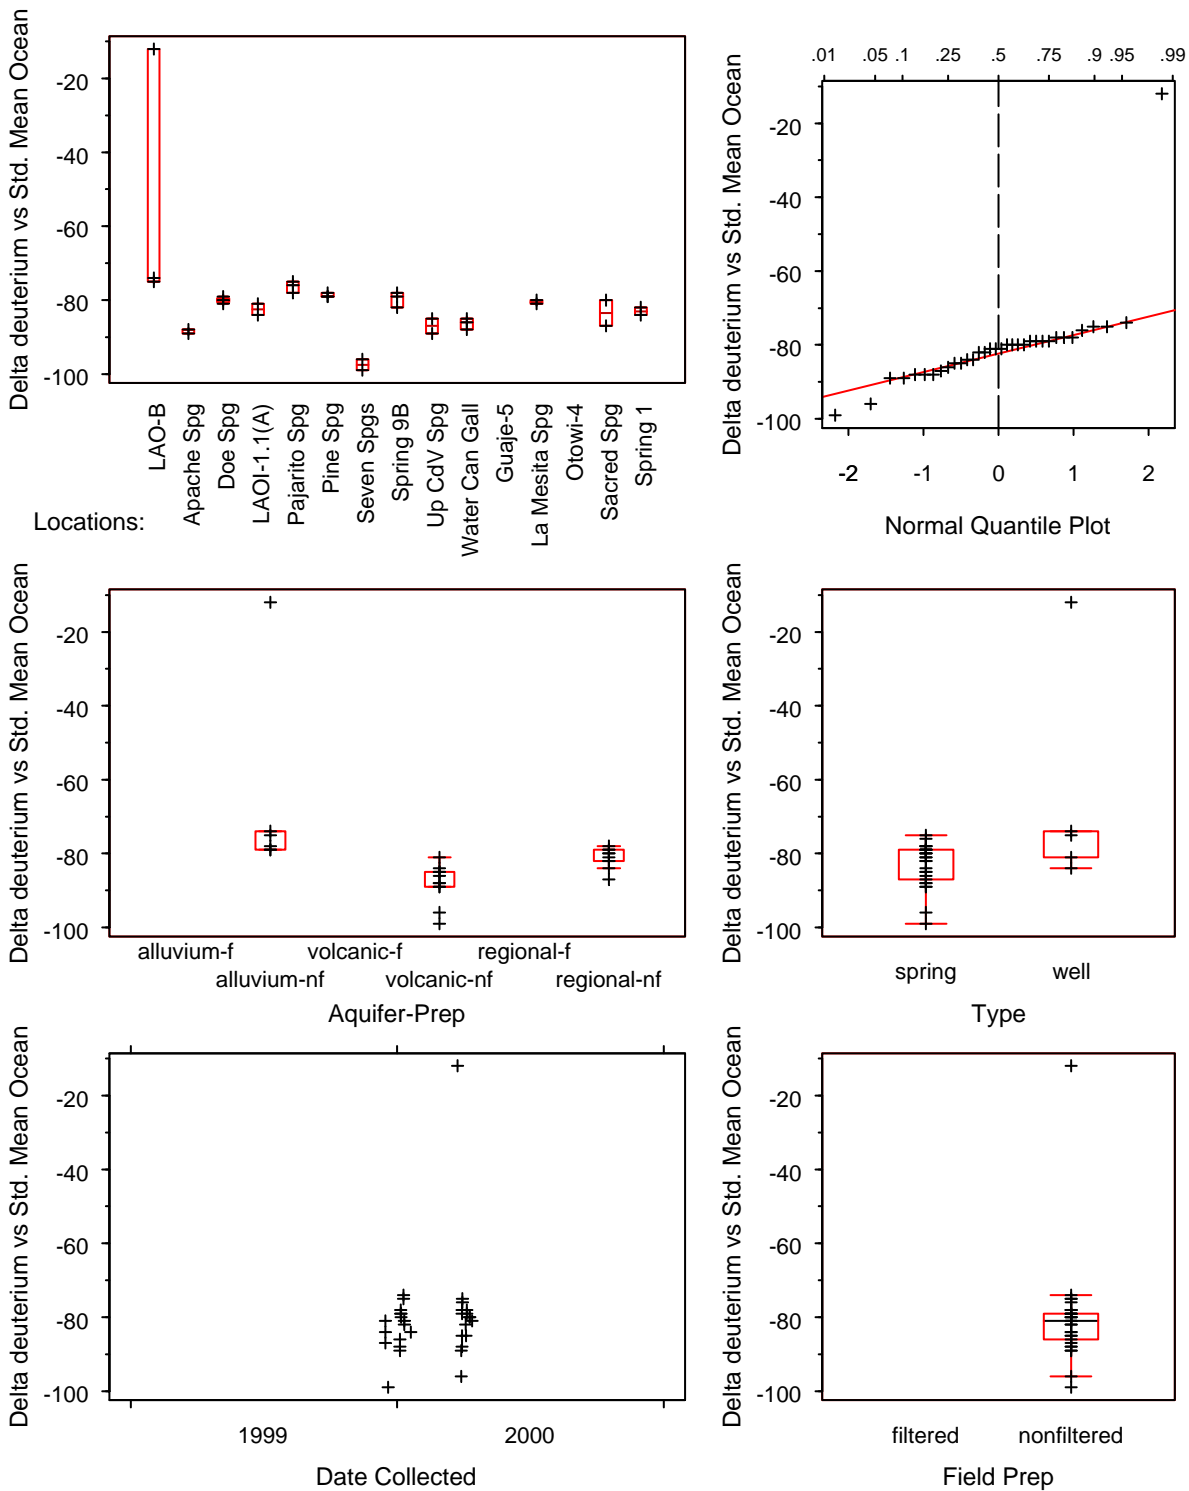 Delta deuterium vs Std. Mean Ocean
-20
-40
-60
-80
-100
LAO-B
Apache Spg
Doe Spg
LAOI-1.1(A)
Pajarito Spg
Pine Spg
Seven Spgs
Spring 9B
Up CdV Spg
Water Can Gall
Guaje-5
La Mesita Spg
Otowi-4
Sacred Spg
Spring 1
Locations:
.01 .05 .1 .25 .5 .75 .9 .95 .99
Delta deuterium vs Std. Mean Ocean
-20
-40
-60
-80
-100
-2 -1 0 1 2
Normal Quantile Plot
Delta deuterium vs Std. Mean Ocean
-20
-40
-60
-80
-100
alluvium-f volcanic-f regional-f
alluvium-nf volcanic-nf regional-nf
Aquifer-Prep
Delta deuterium vs Std. Mean Ocean
-20
-40
-60
-80
-100
spring well
Type
Delta deuterium vs Std. Mean Ocean
-20
-40
-60
-80
-100
1999 2000
Date Collected
Delta deuterium vs Std. Mean Ocean
-20
-40
-60
-80
-100
filtered nonfiltered
Field Prep